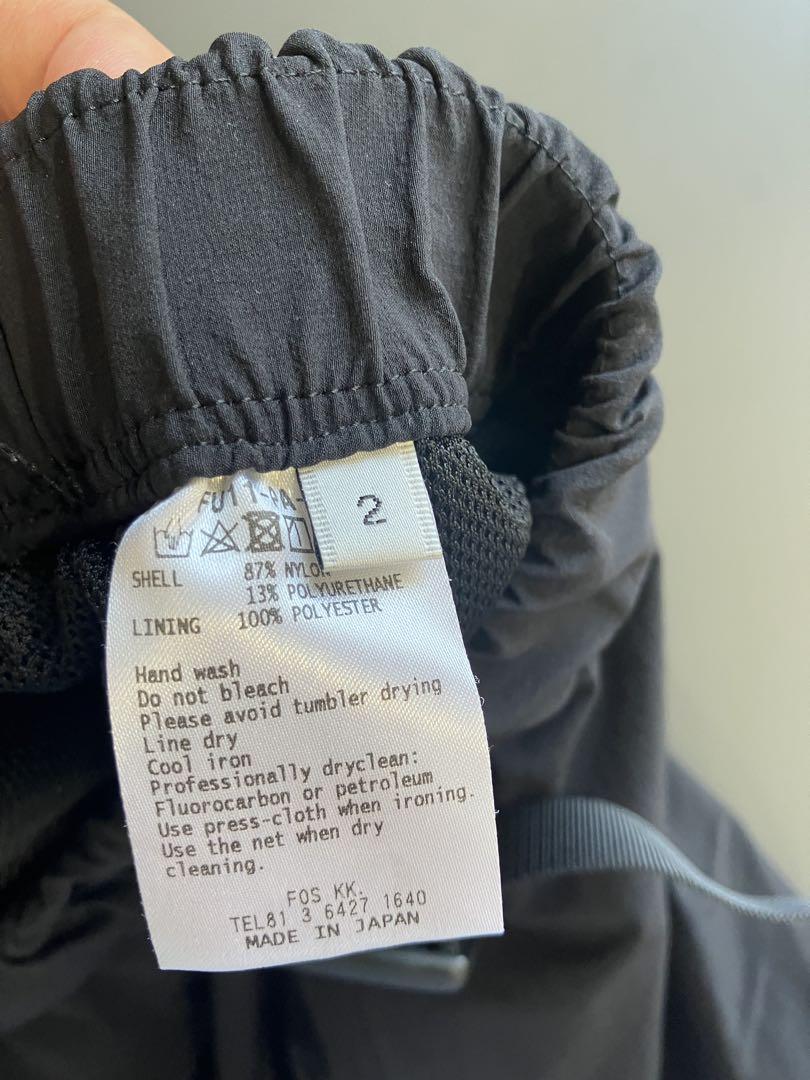 FU11-PA-
2
SHELL 87% NYLON
13% POLYURETHANE
LINING 100% POLYESTER
Hand wash
Do not bleach
Please avoid tumbler drying
Line dry
Cool iron
Professionally dryclean:
Fluorocarbon or petroleum
Use press-cloth when ironing.
Use the net when dry
cleaning.
FOS KK.
TEL81 3 6427 1640
MADE IN JAPAN